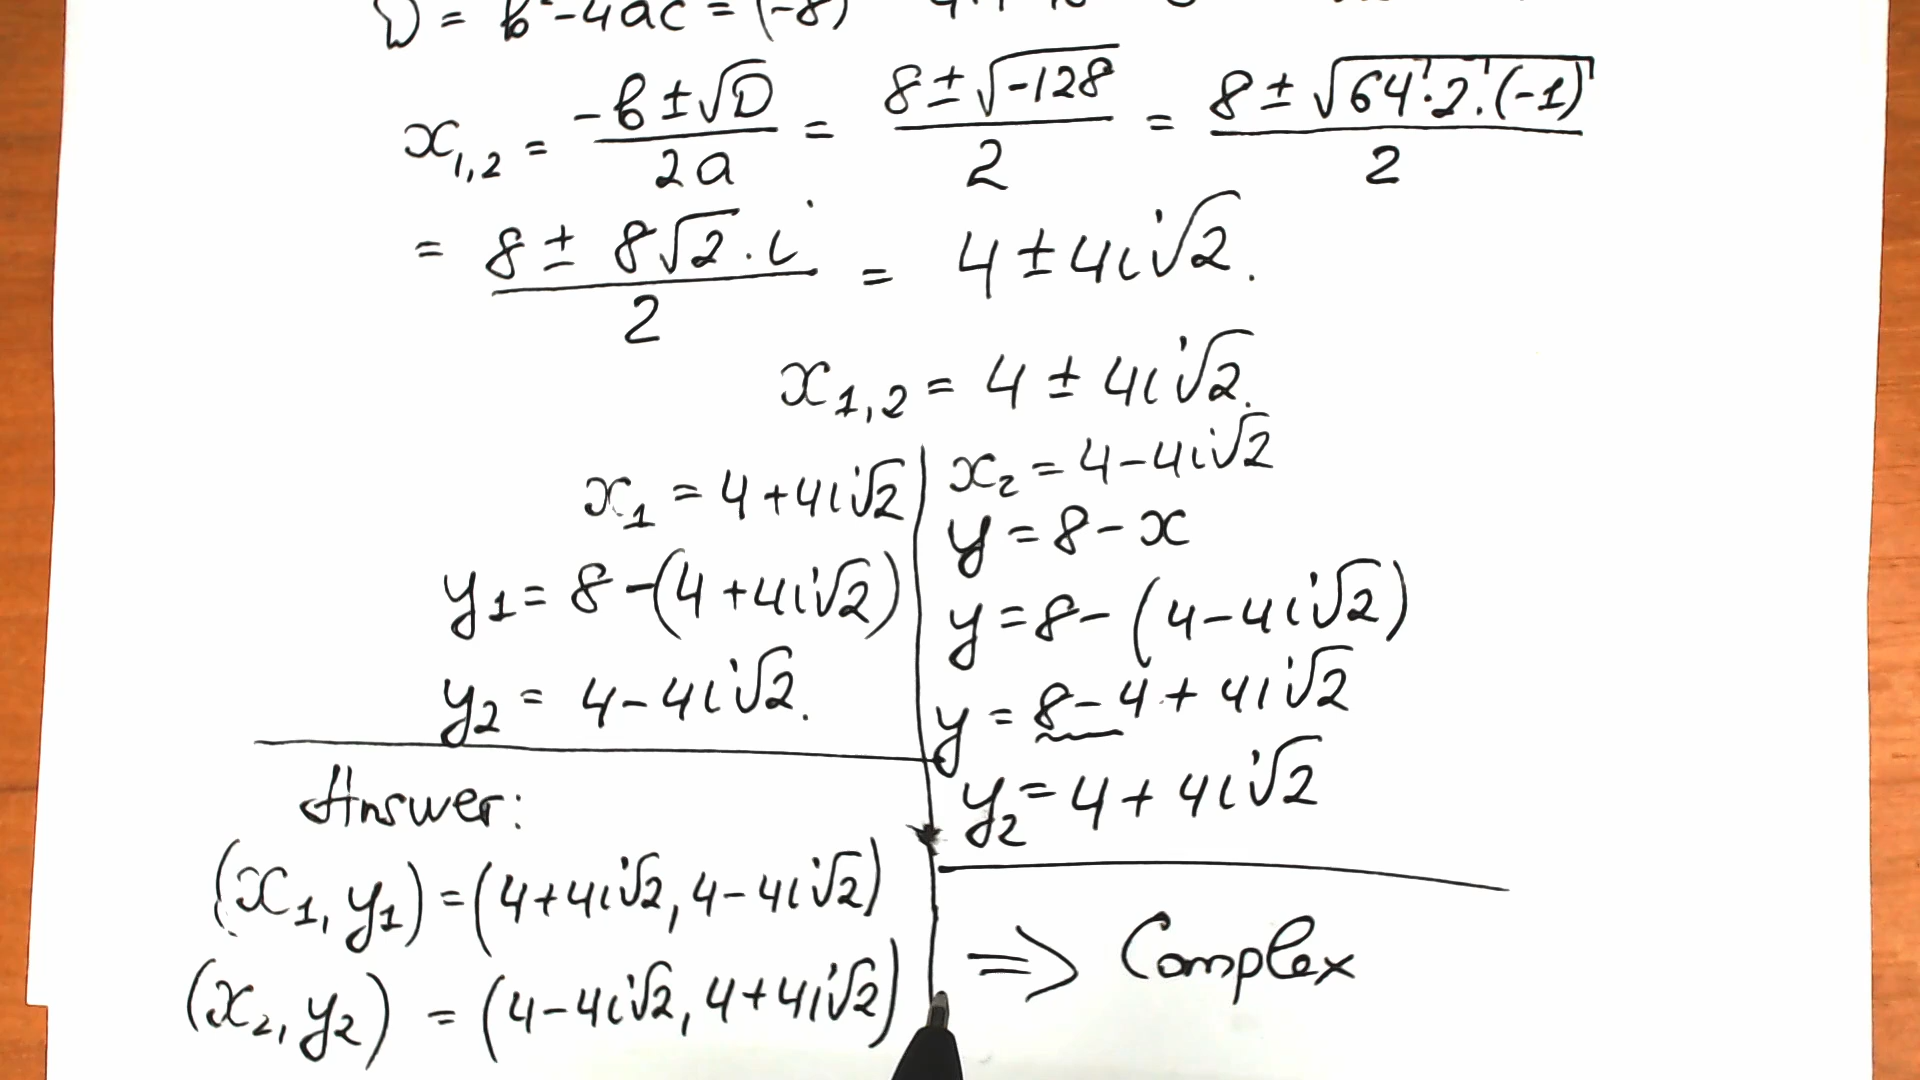 D = b²-4ac = (-8)
x₁,₂ = (-b ± √D)/(2a) = (8 ± √(-128))/2 = (8 ± √(64·2·(-1)))/2
= (8 ± 8√2·i)/2 = 4 ± 4i√2.
x₁,₂ = 4 ± 4i√2.
x₁ = 4+4i√2
y₁ = 8-(4+4i√2)
y₂ = 4-4i√2.
x₂ = 4-4i√2
y = 8-x
y = 8-(4-4i√2)
y = 8-4+4i√2
y₂ = 4+4i√2
Answer:
(x₁, y₁) = (4+4i√2, 4-4i√2)
(x₂, y₂) = (4-4i√2, 4+4i√2)
⇒ Complex